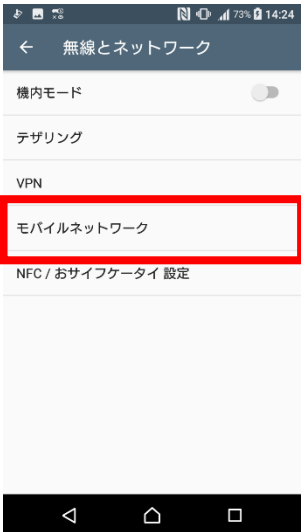 73% 14:24
無線とネットワーク
機内モード
テザリング
VPN
モバイルネットワーク
NFC / おサイフケータイ 設定